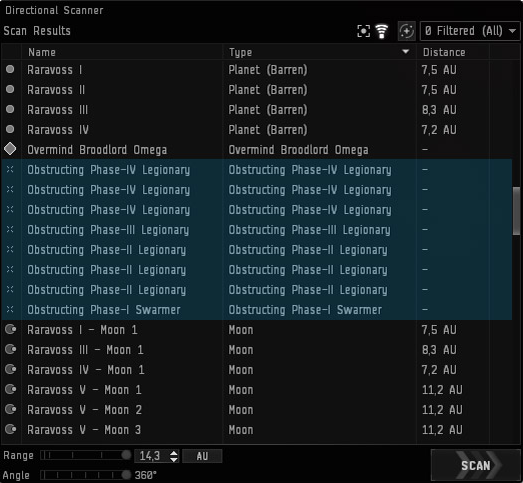 Directional Scanner
Scan Results 0 Filtered (All)
Name Type Distance
Raravoss I Planet (Barren) 7,5 AU
Raravoss II Planet (Barren) 7,5 AU
Raravoss III Planet (Barren) 8,3 AU
Raravoss IV Planet (Barren) 7,2 AU
Overmind Broodlord Omega Overmind Broodlord Omega -
Obstructing Phase-IV Legionary Obstructing Phase-IV Legionary -
Obstructing Phase-IV Legionary Obstructing Phase-IV Legionary -
Obstructing Phase-IV Legionary Obstructing Phase-IV Legionary -
Obstructing Phase-III Legionary Obstructing Phase-III Legionary -
Obstructing Phase-II Legionary Obstructing Phase-II Legionary -
Obstructing Phase-II Legionary Obstructing Phase-II Legionary -
Obstructing Phase-II Legionary Obstructing Phase-II Legionary -
Obstructing Phase-I Swarmer Obstructing Phase-I Swarmer -
Raravoss I - Moon 1 Moon 7,5 AU
Raravoss III - Moon 1 Moon 8,3 AU
Raravoss IV - Moon 1 Moon 7,2 AU
Raravoss V - Moon 1 Moon 11,2 AU
Raravoss V - Moon 2 Moon 11,2 AU
Raravoss V - Moon 3 Moon 11,2 AU
Range 14,3 AU
Angle 360°
SCAN